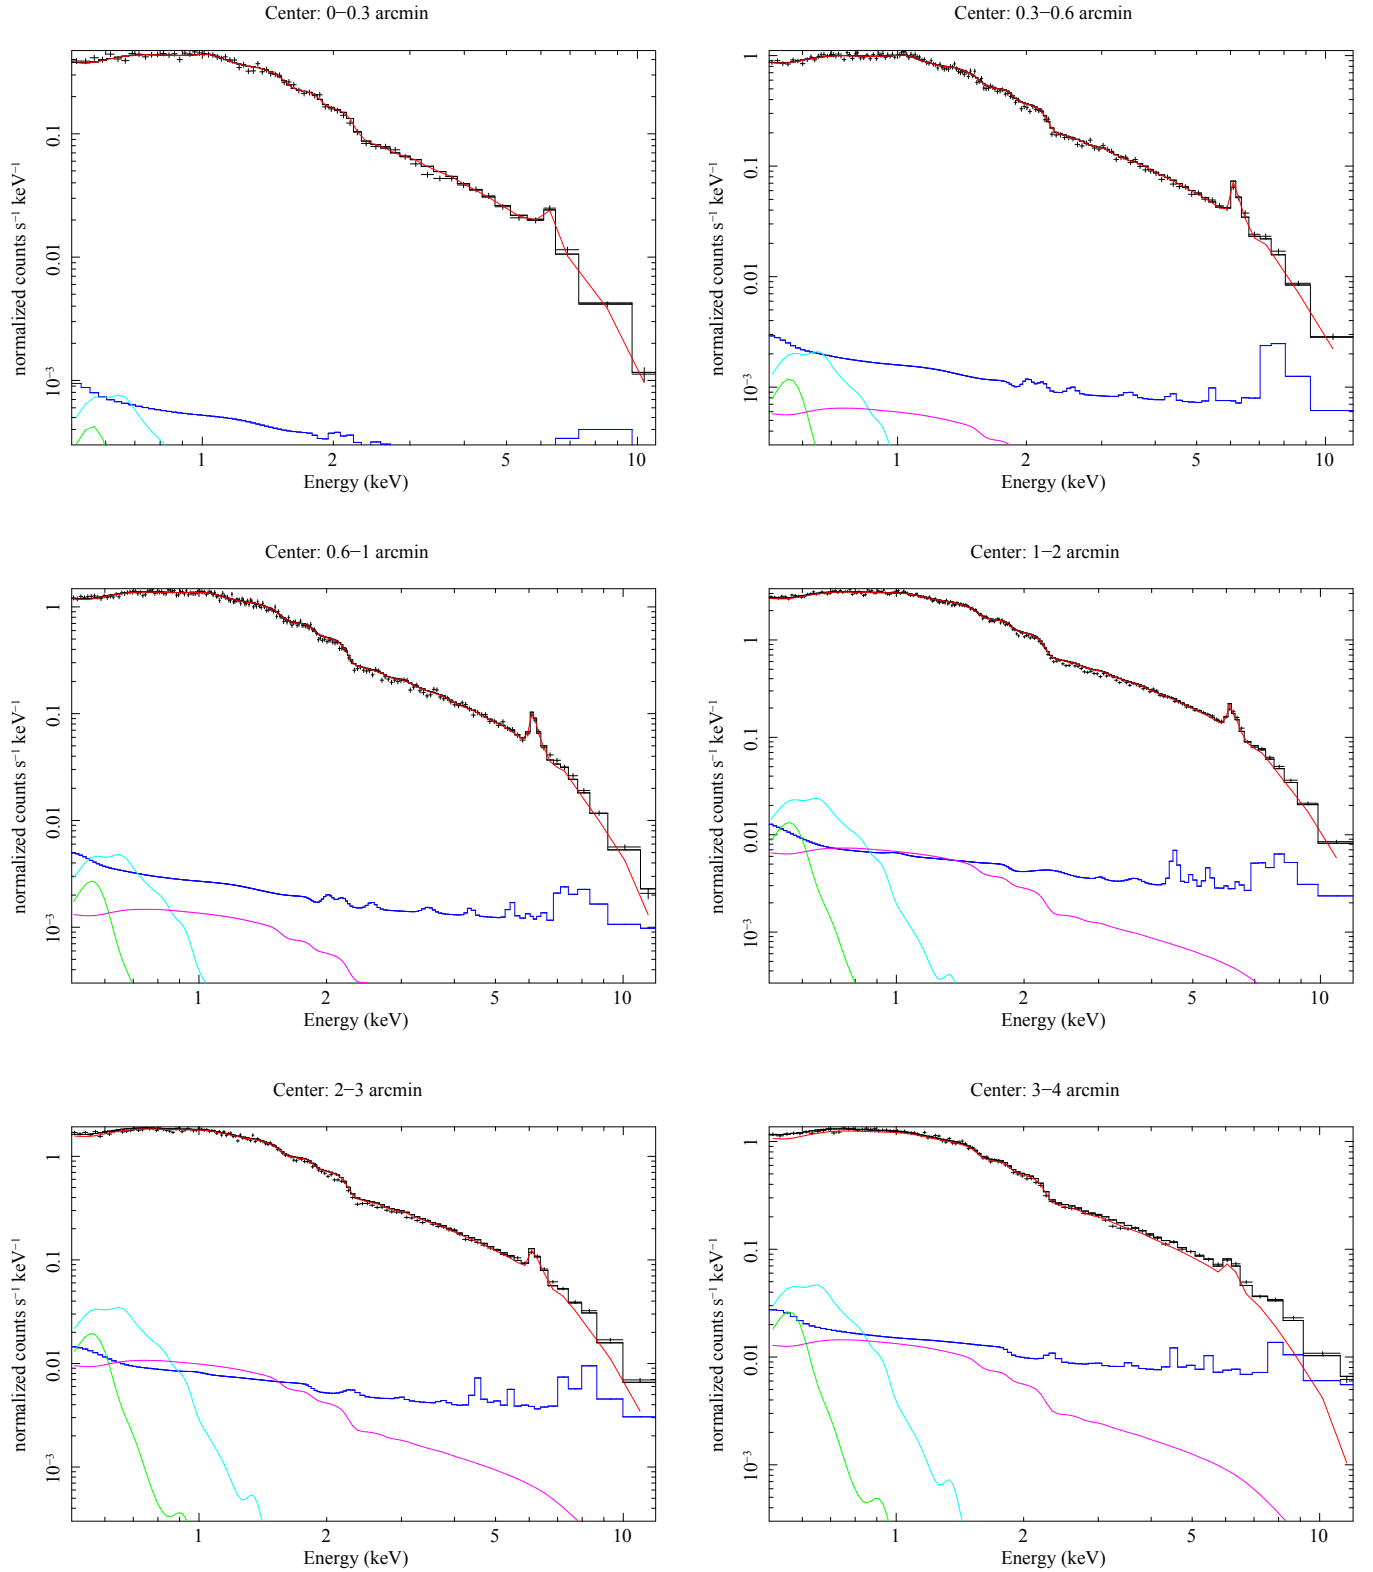 Center: 0−0.3 arcmin
normalized counts s⁻¹ keV⁻¹
0.1
0.01
10⁻³
1 2 5 10
Energy (keV)
Center: 0.3−0.6 arcmin
normalized counts s⁻¹ keV⁻¹
1
0.1
0.01
10⁻³
1 2 5 10
Energy (keV)
Center: 0.6−1 arcmin
normalized counts s⁻¹ keV⁻¹
1
0.1
0.01
10⁻³
1 2 5 10
Energy (keV)
Center: 1−2 arcmin
normalized counts s⁻¹ keV⁻¹
1
0.1
0.01
10⁻³
1 2 5 10
Energy (keV)
Center: 2−3 arcmin
normalized counts s⁻¹ keV⁻¹
1
0.1
0.01
10⁻³
1 2 5 10
Energy (keV)
Center: 3−4 arcmin
normalized counts s⁻¹ keV⁻¹
1
0.1
0.01
10⁻³
1 2 5 10
Energy (keV)